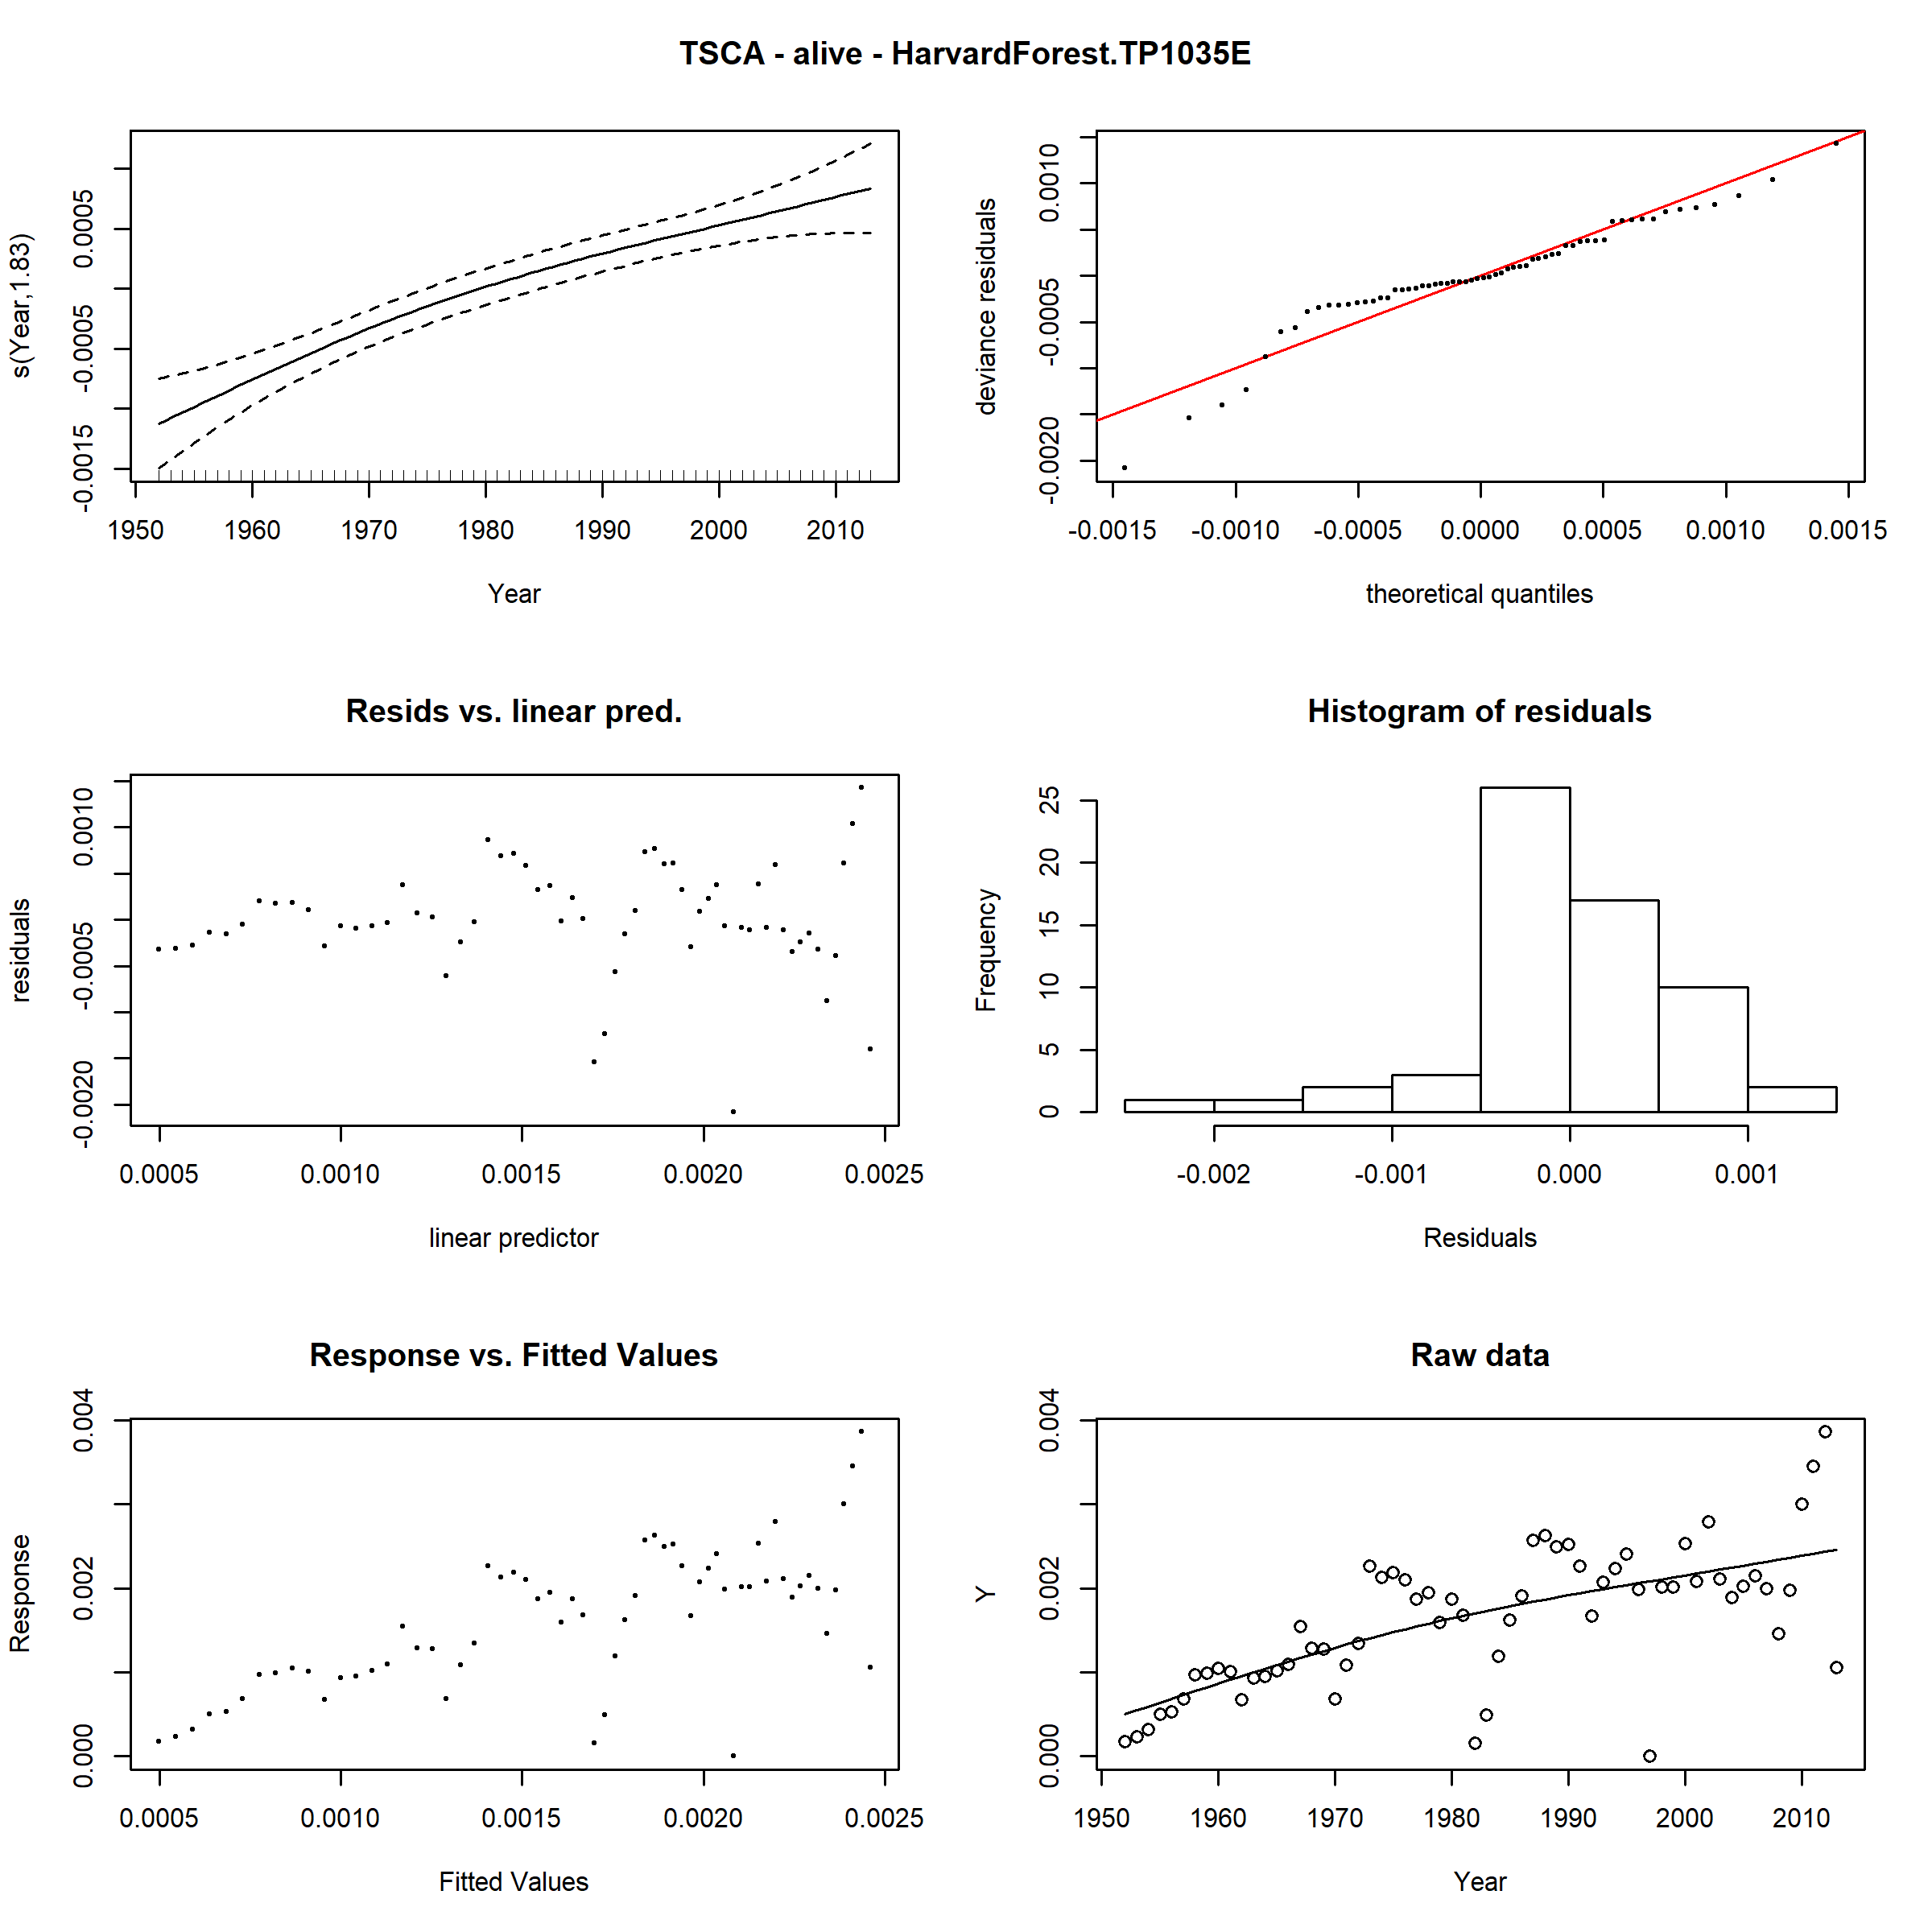 TSCA - alive - HarvardForest.TP1035E
s(Year,1.83)
0.0005
-0.0005
-0.0015
1950 1960 1970 1980 1990 2000 2010
Year
deviance residuals
0.0010
-0.0005
-0.0020
-0.0015 -0.0010 -0.0005 0.0000 0.0005 0.0010 0.0015
theoretical quantiles
Resids vs. linear pred.
residuals
0.0010
-0.0005
-0.0020
0.0005 0.0010 0.0015 0.0020 0.0025
linear predictor
Histogram of residuals
Frequency
25
20
15
10
5
0
-0.002 -0.001 0.000 0.001
Residuals
Response vs. Fitted Values
Response
0.004
0.002
0.000
0.0005 0.0010 0.0015 0.0020 0.0025
Fitted Values
Raw data
Y
0.004
0.002
0.000
1950 1960 1970 1980 1990 2000 2010
Year